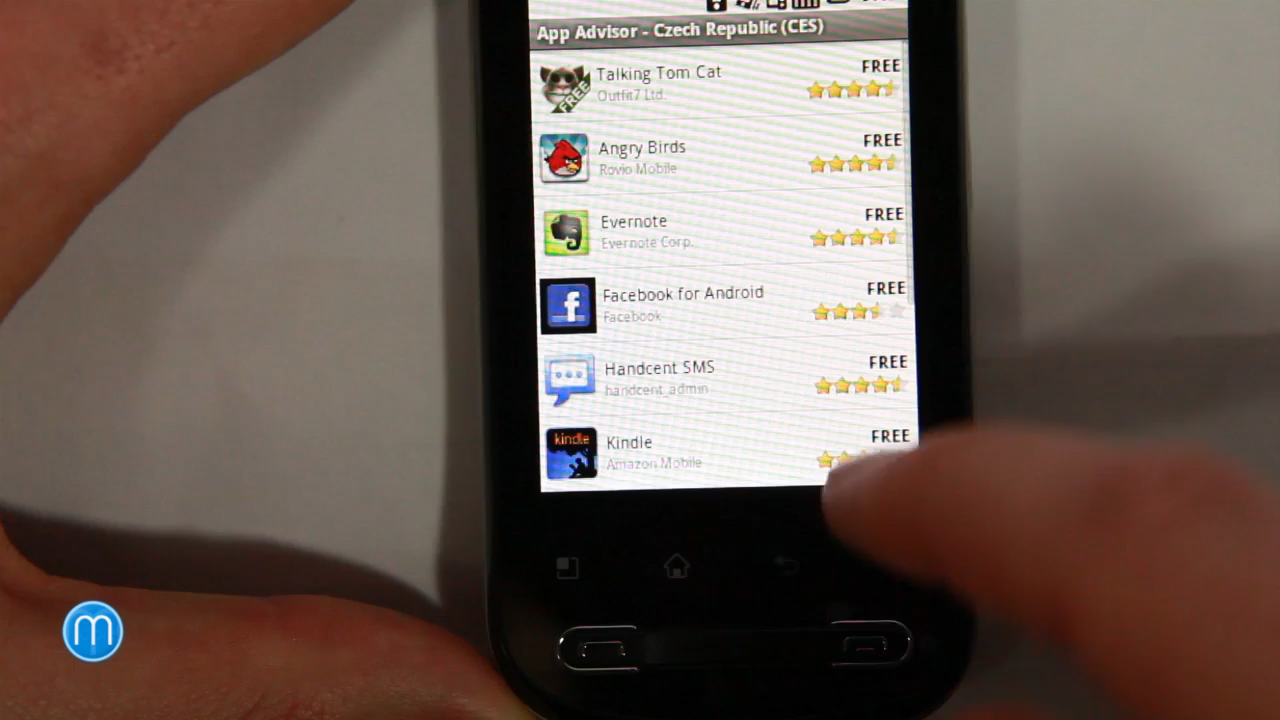 App Advisor - Czech Republic (CES)
Talking Tom Cat
FREE
Outfit7 Ltd.
FREE
Angry Birds
FREE
Rovio Mobile
Evernote
FREE
Evernote Corp.
Facebook for Android
FREE
f
Facebook
Handcent SMS
FREE
handcent_admin
kindle
Kindle
FREE
Amazon Mobile
m